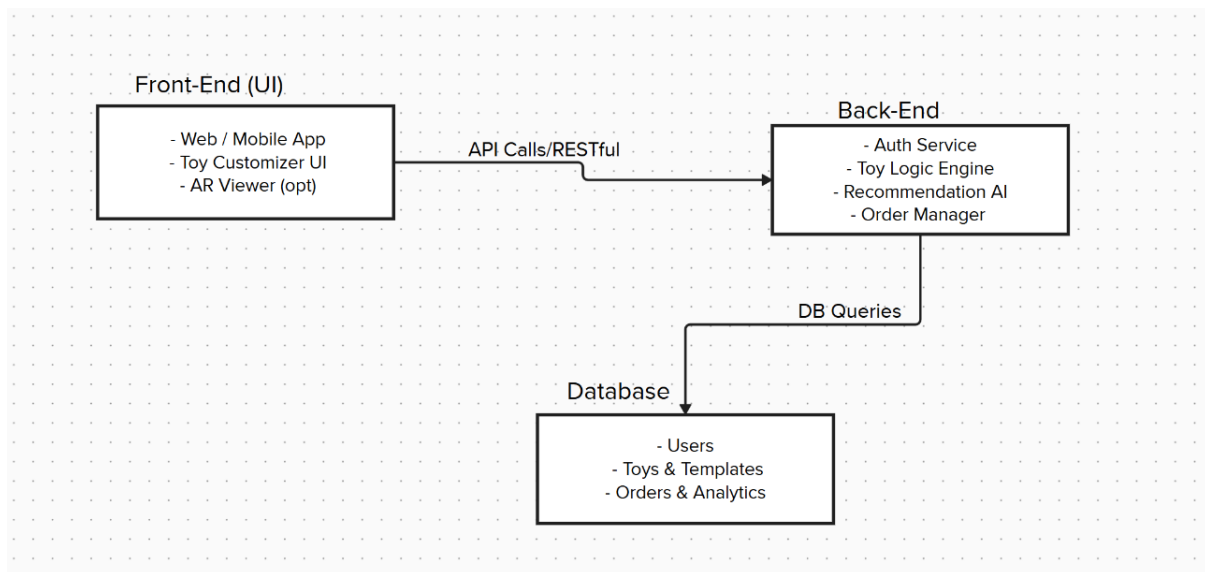 Front-End (UI)
- Web / Mobile App
- Toy Customizer UI
- AR Viewer (opt)
API Calls/RESTful
Back-End
- Auth Service
- Toy Logic Engine
- Recommendation AI
- Order Manager
DB Queries
Database
- Users
- Toys & Templates
- Orders & Analytics